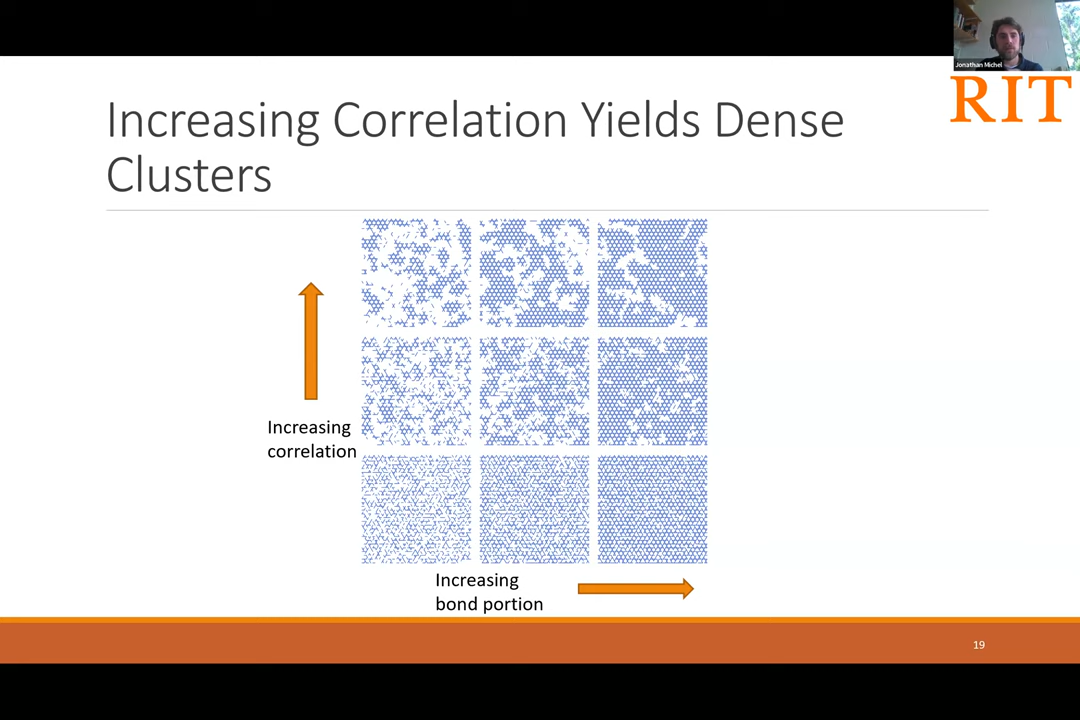 Jonathan Michel
RIT
Increasing Correlation Yields Dense
Clusters
Increasing
correlation
Increasing
bond portion
19